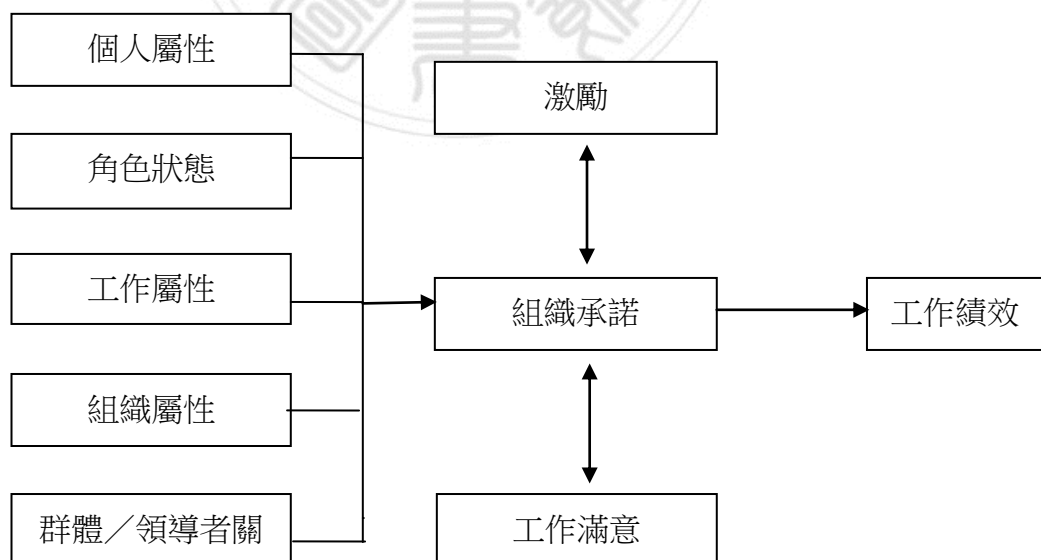 個人屬性
角色狀態
工作屬性
組織屬性
群體／領導者關
激勵
組織承諾
工作滿意
工作績效